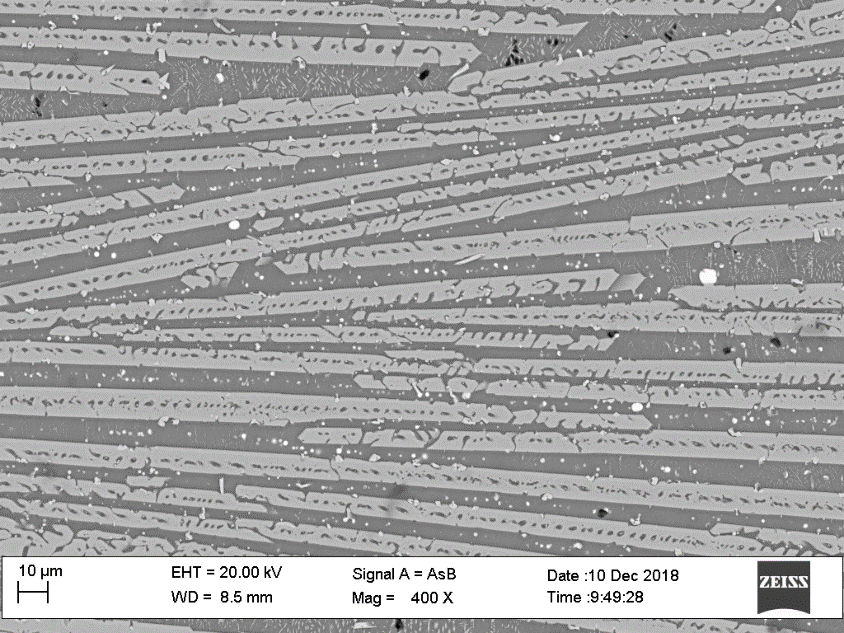 10 µm
EHT = 20.00 kV
Signal A = AsB
Date :10 Dec 2018
ZEISS
WD = 8.5 mm
Mag = 400 X
Time :9:49:28